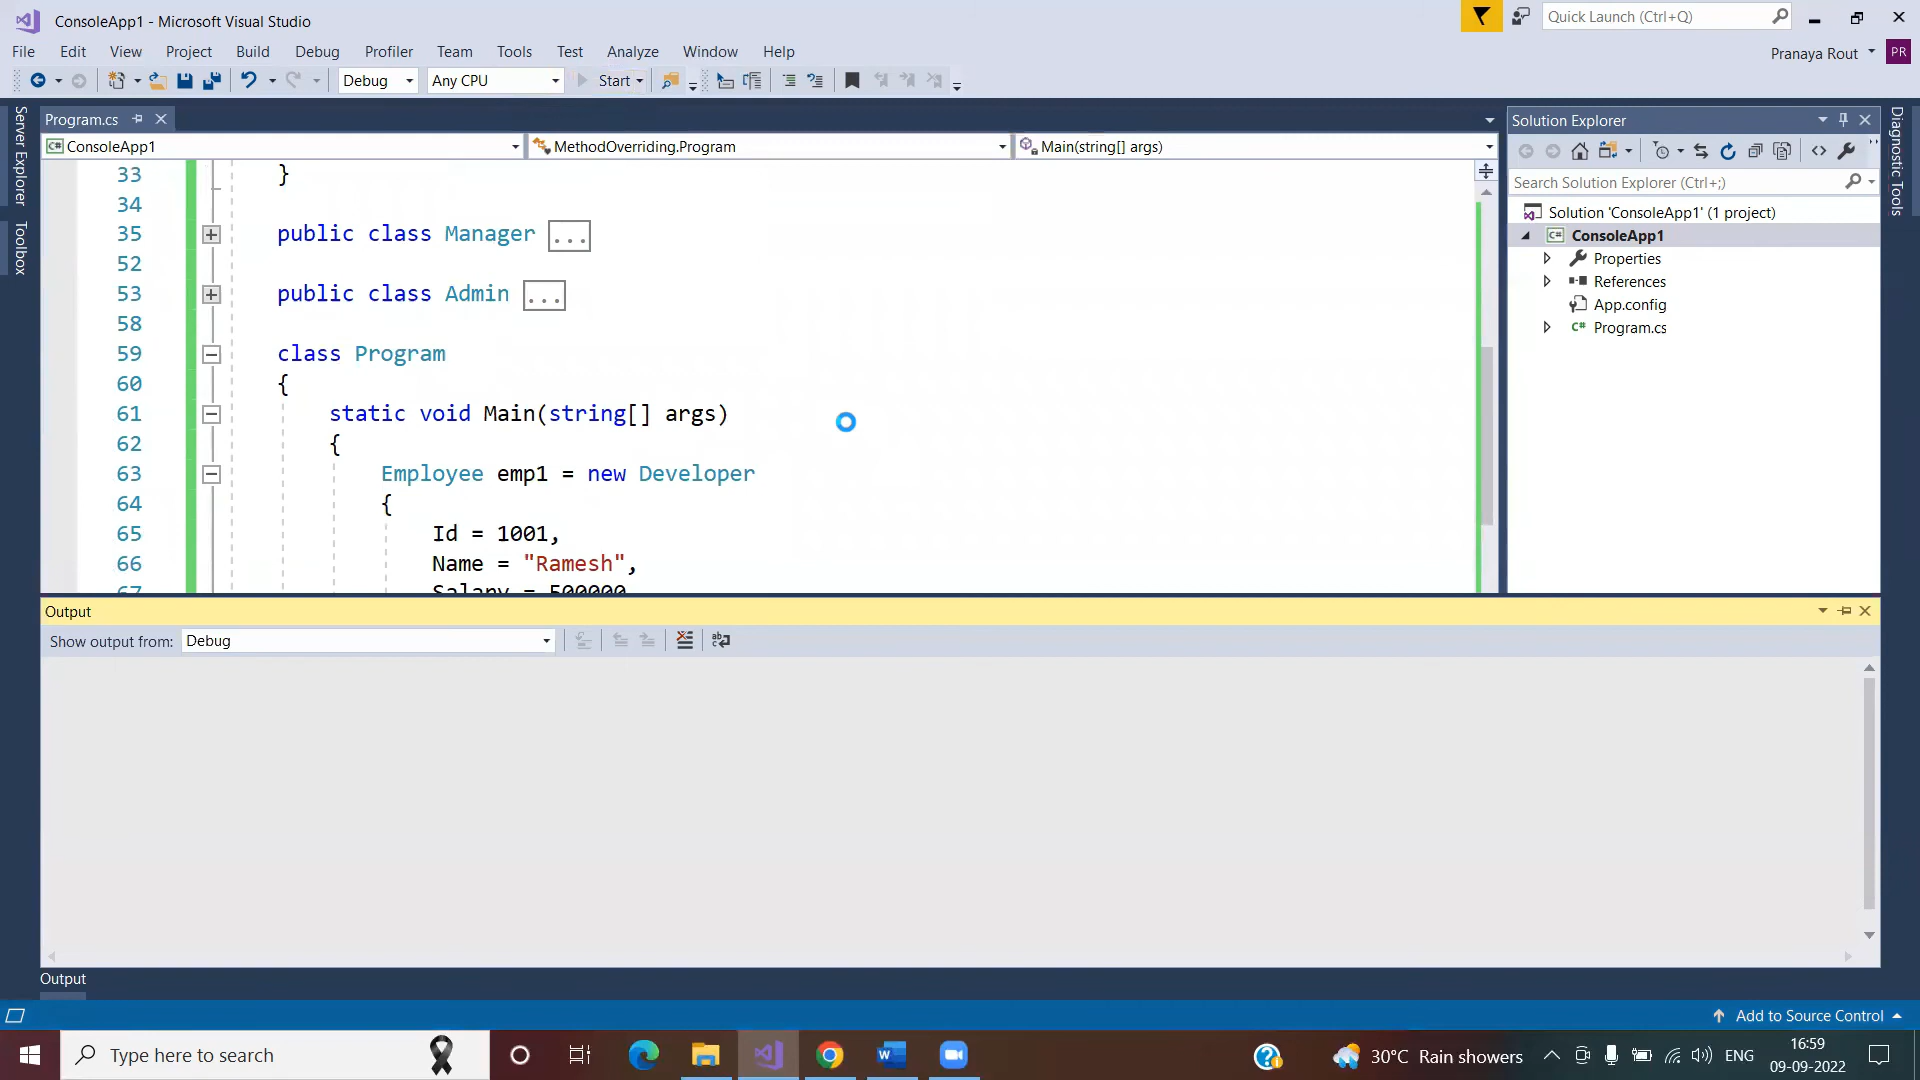 ConsoleApp1 - Microsoft Visual Studio
Quick Launch (Ctrl+Q)
File Edit View Project Build Debug Profiler Team Tools Test Analyze Window Help
Pranaya Rout PR
Debug Any CPU Start
Server Explorer
Toolbox
Program.cs
ConsoleApp1 MethodOverriding.Program Main(string[] args)
33 }
34
35 public class Manager ...
52
53 public class Admin ...
58
59 class Program
60 {
61 static void Main(string[] args)
62 {
63 Employee emp1 = new Developer
64 {
65 Id = 1001,
66 Name = "Ramesh",
67 Salary = 500000
Solution Explorer
Search Solution Explorer (Ctrl+;)
Solution 'ConsoleApp1' (1 project)
ConsoleApp1
Properties
References
App.config
Program.cs
Diagnostic Tools
Output
Show output from: Debug
Output
Add to Source Control
Type here to search
30°C Rain showers
ENG
16:59
09-09-2022